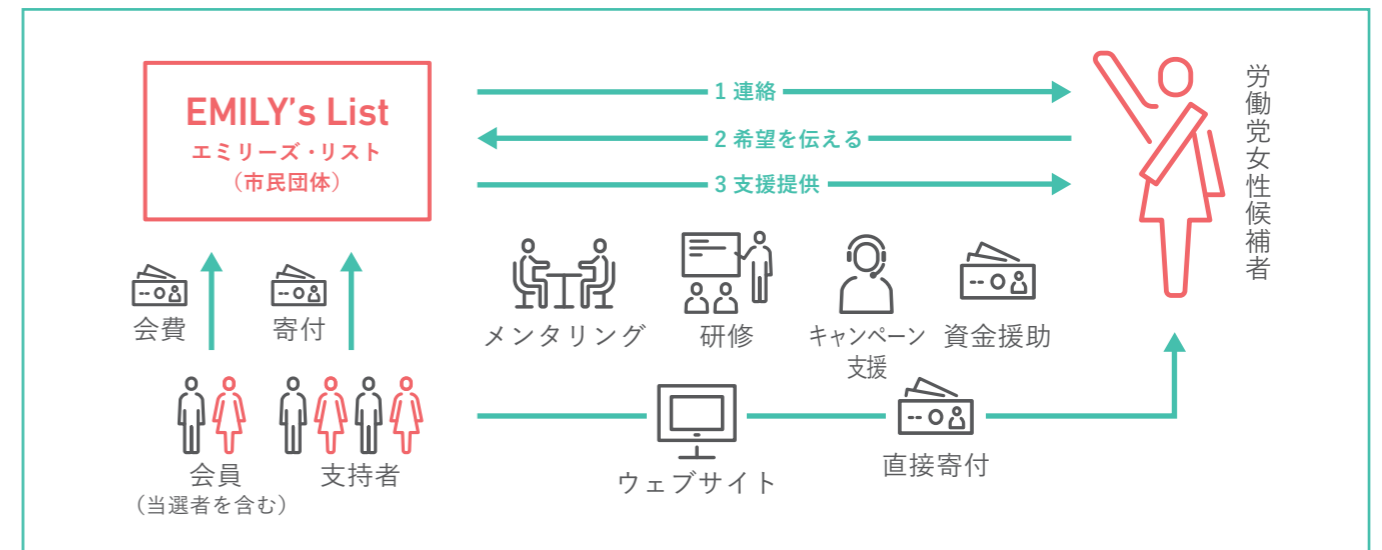 EMILY’s List
エミリーズ・リスト
（市民団体）
1 連絡
2 希望を伝える
3 支援提供
労働党女性候補者
会費
寄付
メンタリング
研修
キャンペーン
支援
資金援助
会員
（当選者を含む）
支持者
ウェブサイト
直接寄付